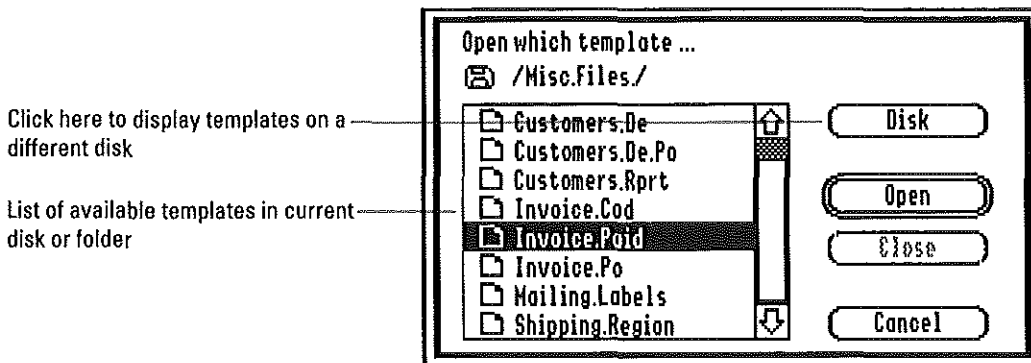 Open which template ...
/Misc.Files./
Click here to display templates on a
different disk
List of available templates in current
disk or folder
Customers.De
Customers.De.Po
Customers.Rprt
Invoice.Cod
Invoice.Paid
Invoice.Po
Mailing.Labels
Shipping.Region
Disk
Open
Close
Cancel